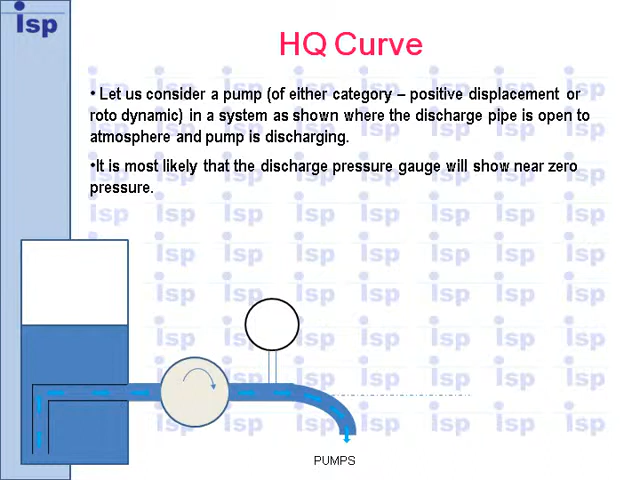 isp
HQ Curve
• Let us consider a pump (of either category – positive displacement or
roto dynamic) in a system as shown where the discharge pipe is open to
atmosphere and pump is discharging.
•It is most likely that the discharge pressure gauge will show near zero
pressure.
PUMPS